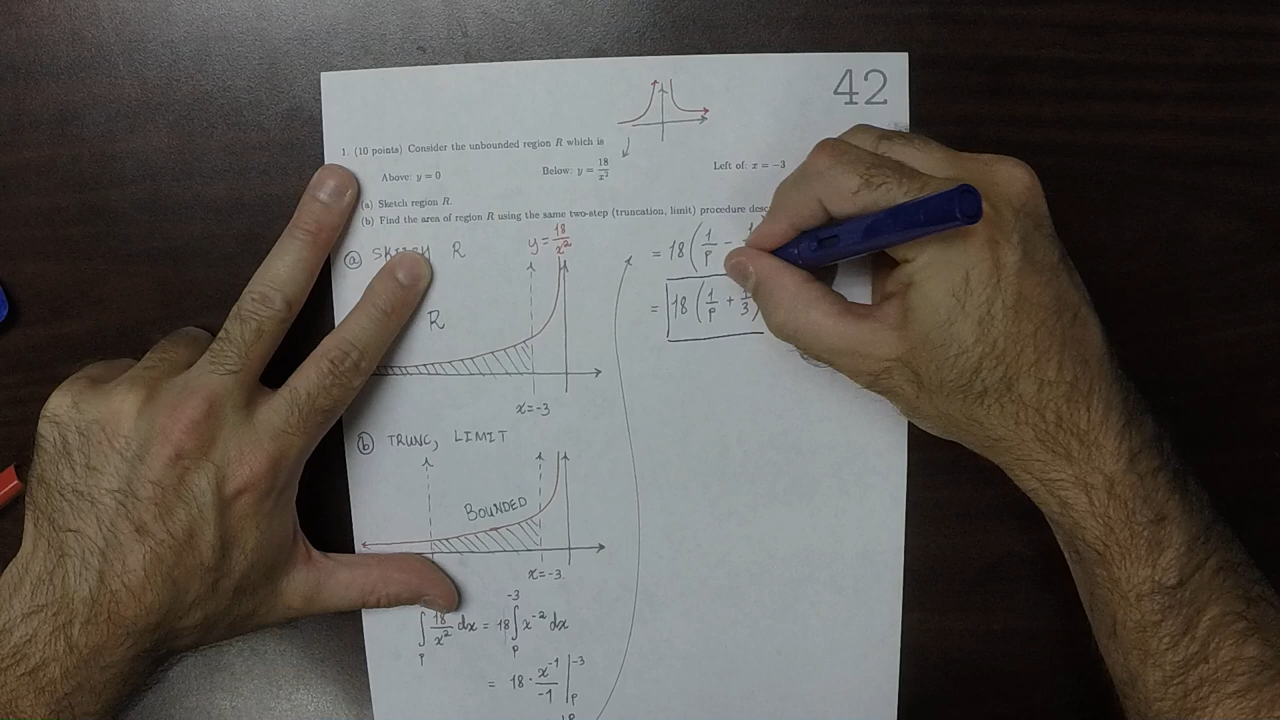 42
1. (10 points) Consider the unbounded region R which is
Above: y = 0 Below: y = 18/x² Left of: x = −3
(a) Sketch region R.
(b) Find the area of region R using the same two-step (truncation, limit) procedure
ⓐ R
y = 18/x²
R
x=-3
ⓑ TRUNC, LIMIT
BOUNDED
x=-3.
∫ₚ 18/x² dx = 18 ∫ₚ⁻³ x⁻² dx
= 18 · x⁻¹/-1 |ₚ⁻³
18
= 18 ( 1/p −
= 18 ( 1/p + 1/3 )